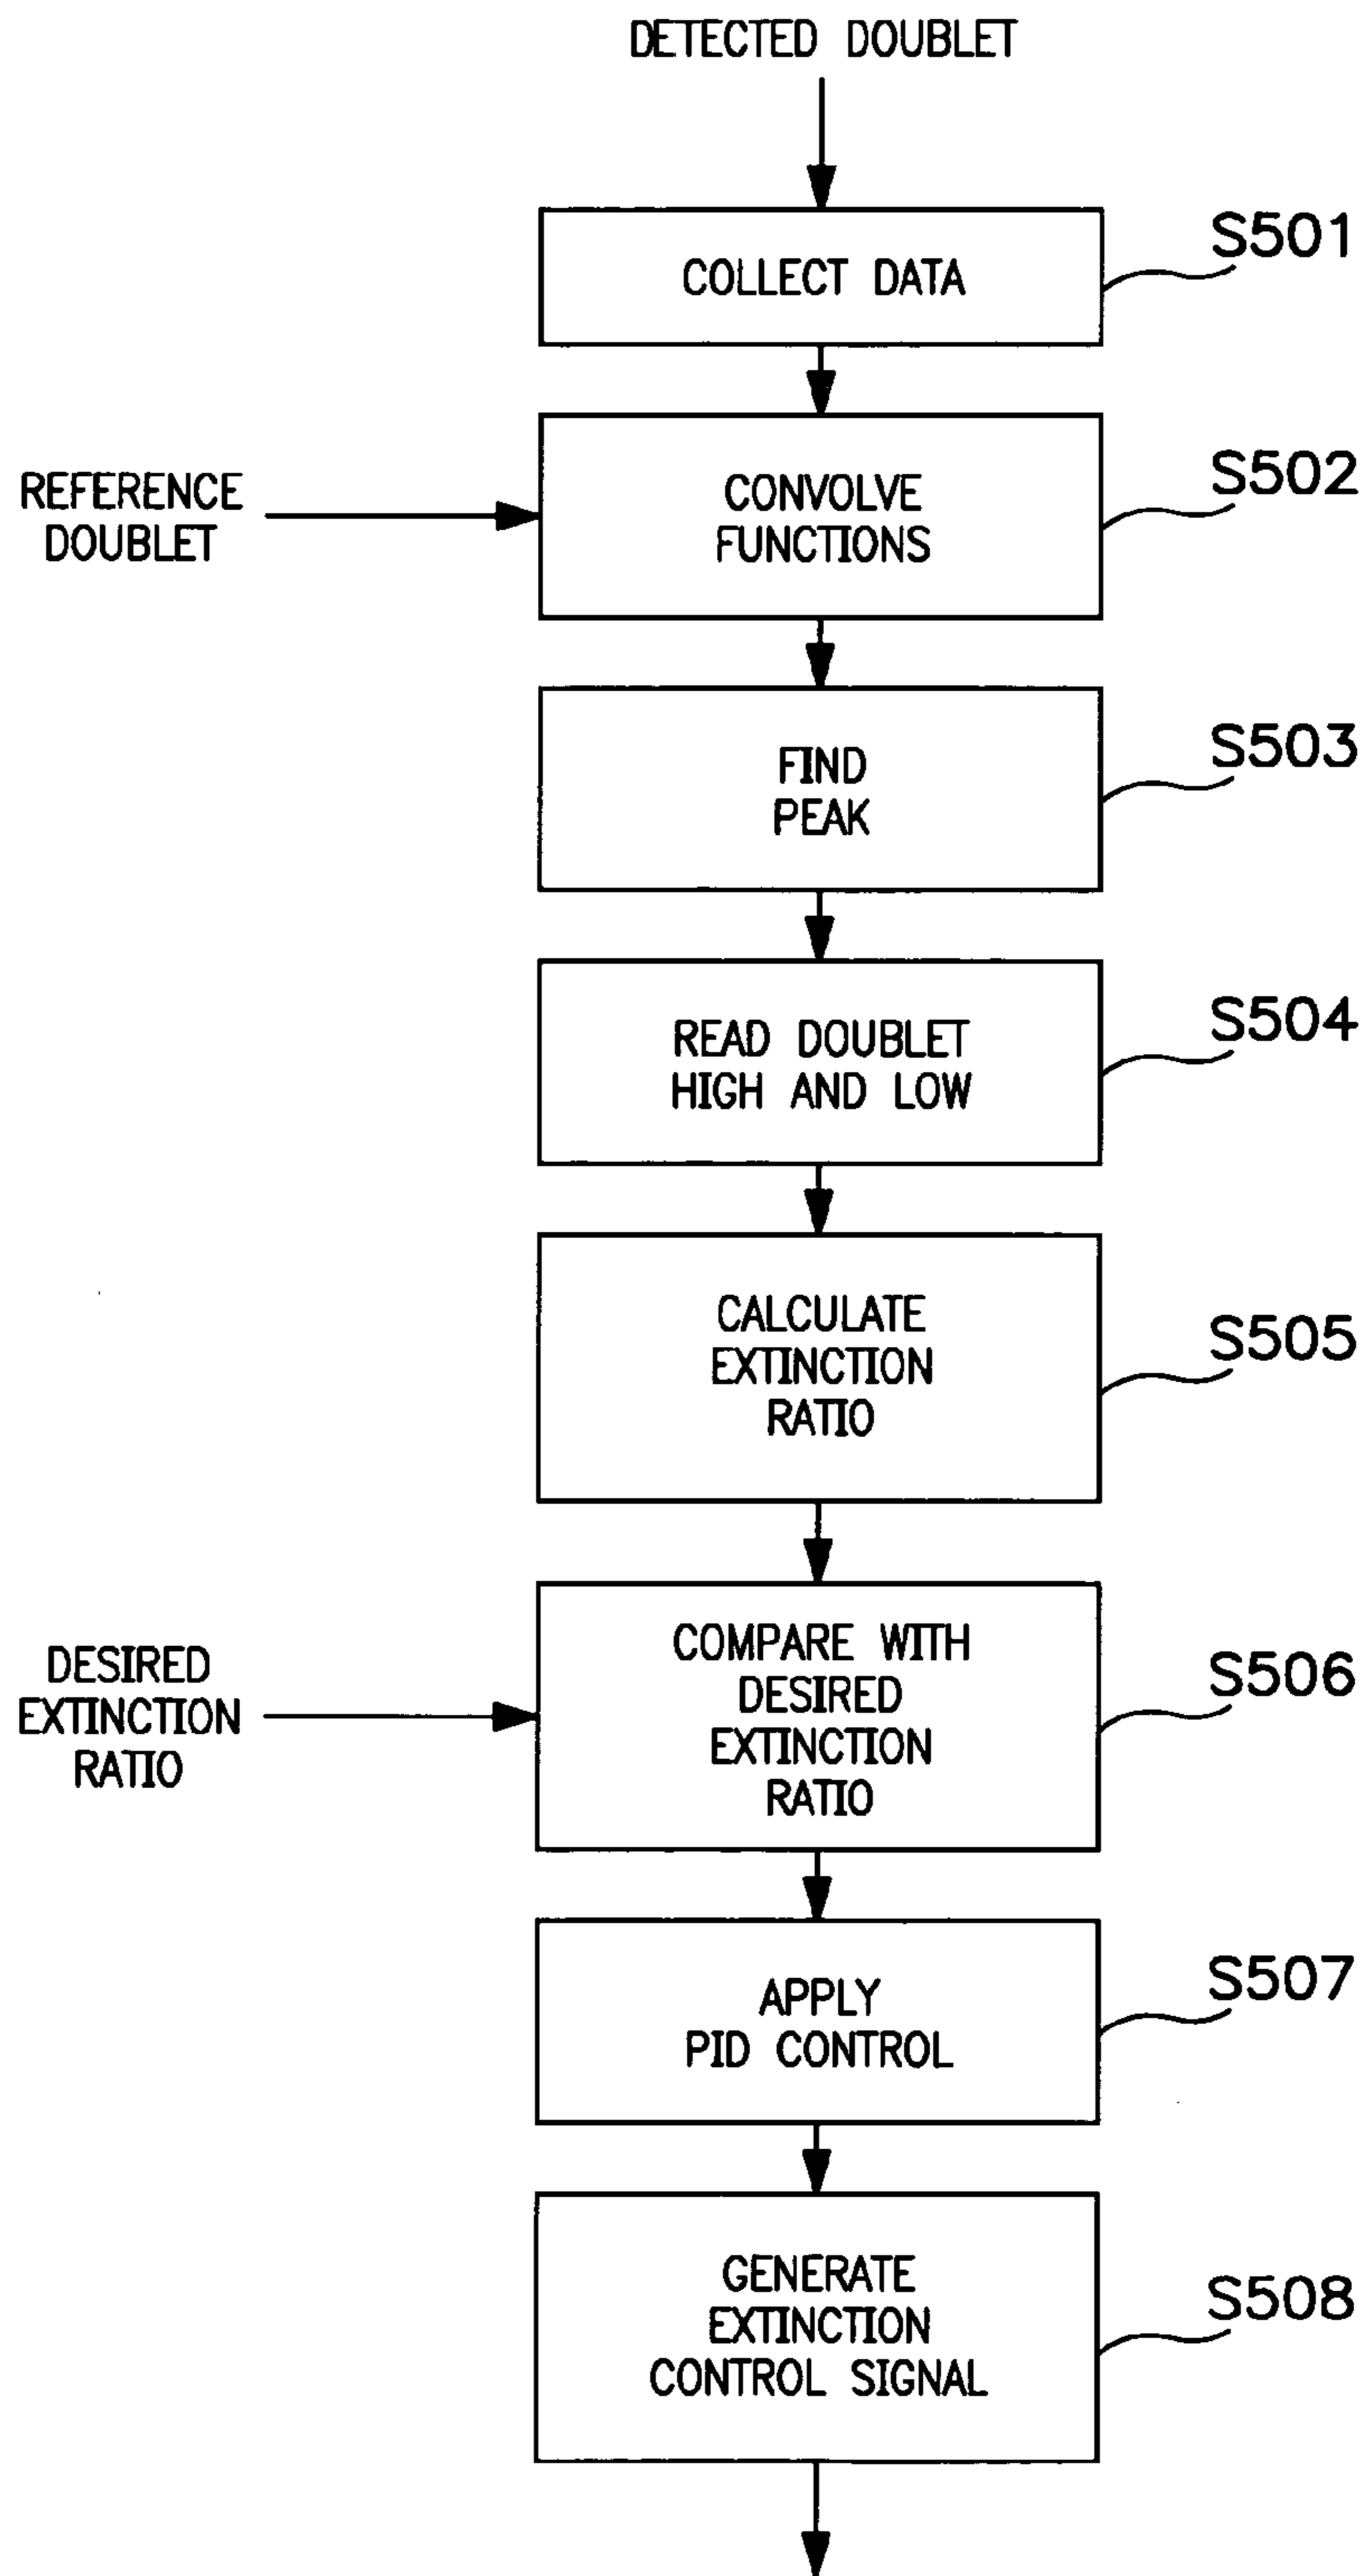 DETECTED DOUBLET
COLLECT DATA
S501
REFERENCE
DOUBLET
CONVOLVE
FUNCTIONS
S502
FIND
PEAK
S503
READ DOUBLET
HIGH AND LOW
S504
CALCULATE
EXTINCTION
RATIO
S505
DESIRED
EXTINCTION
RATIO
COMPARE WITH
DESIRED
EXTINCTION
RATIO
S506
APPLY
PID CONTROL
S507
GENERATE
EXTINCTION
CONTROL SIGNAL
S508